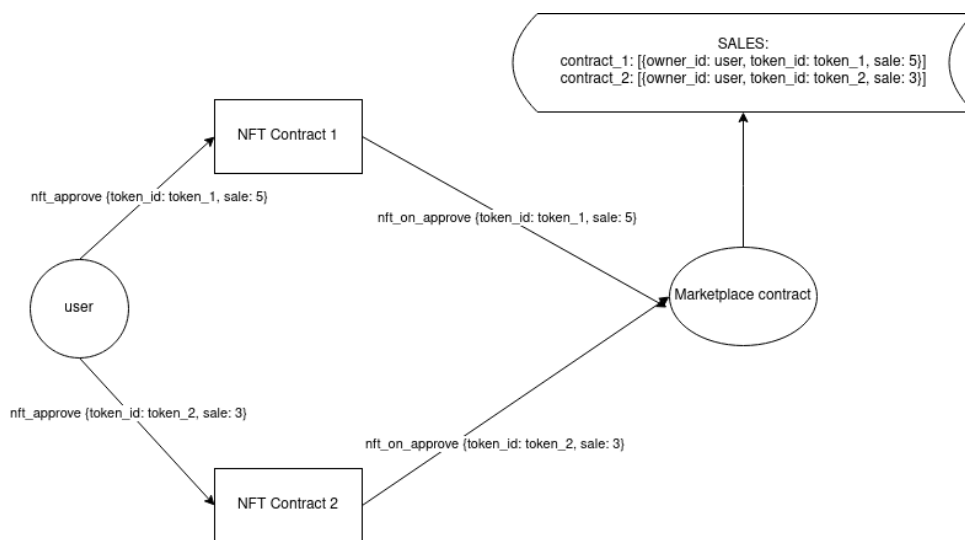 SALES:
contract_1: [{owner_id: user, token_id: token_1, sale: 5}]
contract_2: [{owner_id: user, token_id: token_2, sale: 3}]
NFT Contract 1
nft_approve {token_id: token_1, sale: 5}
nft_on_approve {token_id: token_1, sale: 5}
user
Marketplace contract
nft_approve {token_id: token_2, sale: 3}
nft_on_approve {token_id: token_2, sale: 3}
NFT Contract 2